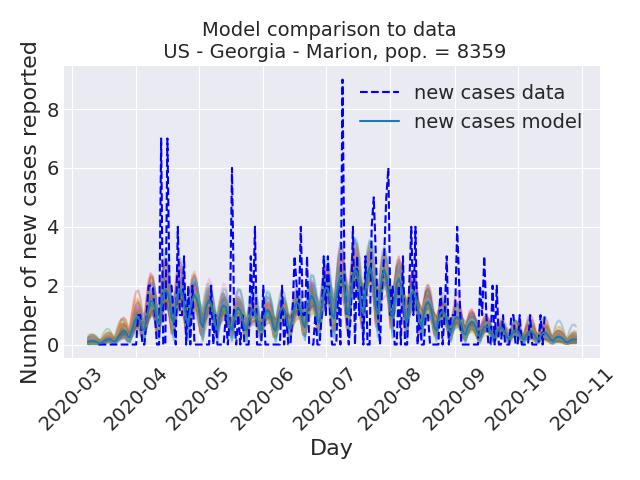 Model comparison to data
US - Georgia - Marion, pop. = 8359
Number of new cases reported
8
6
4
2
0
new cases data
new cases model
2020-03
2020-04
2020-05
2020-06
2020-07
2020-08
2020-09
2020-10
2020-11
Day